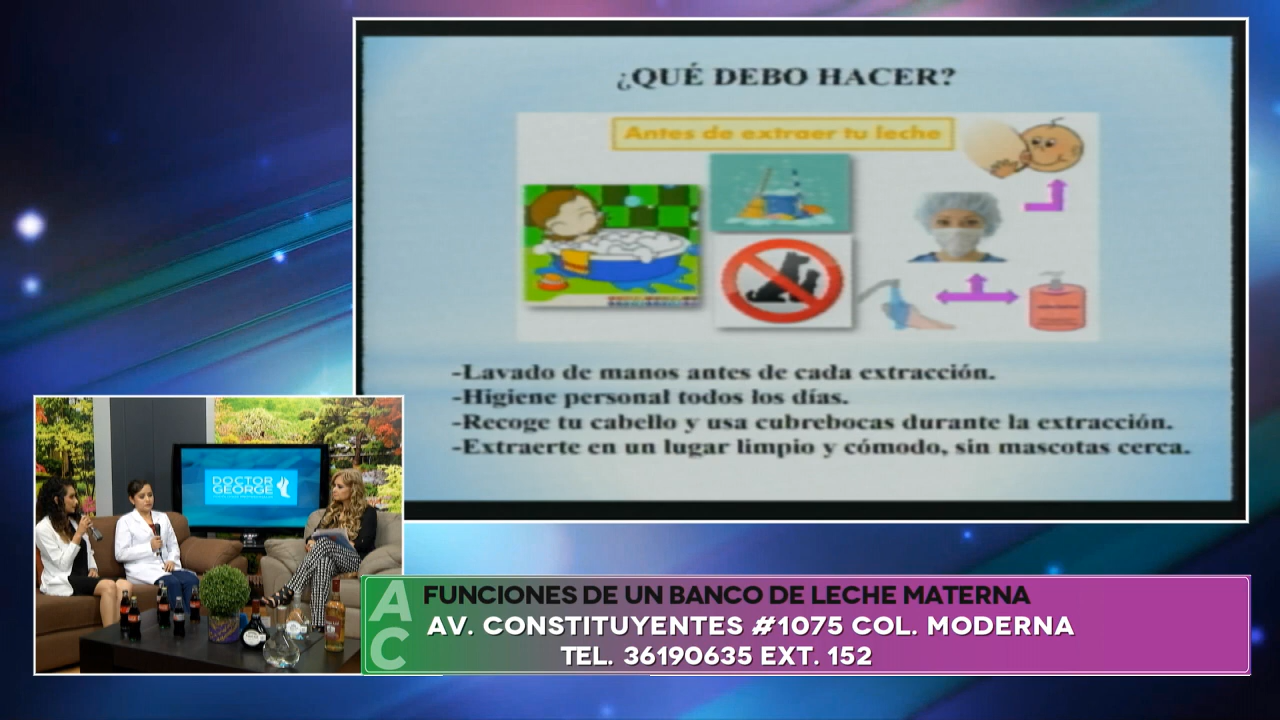 ¿QUÉ DEBO HACER?
Antes de extraer tu leche
-Lavado de manos antes de cada extracción.
-Higiene personal todos los días.
-Recoge tu cabello y usa cubrebocas durante la extracción.
-Extraerte en un lugar limpio y cómodo, sin mascotas cerca.
DOCTOR
GEORGE
AC
FUNCIONES DE UN BANCO DE LECHE MATERNA
AV. CONSTITUYENTES #1075 COL. MODERNA
TEL. 36190635 EXT. 152